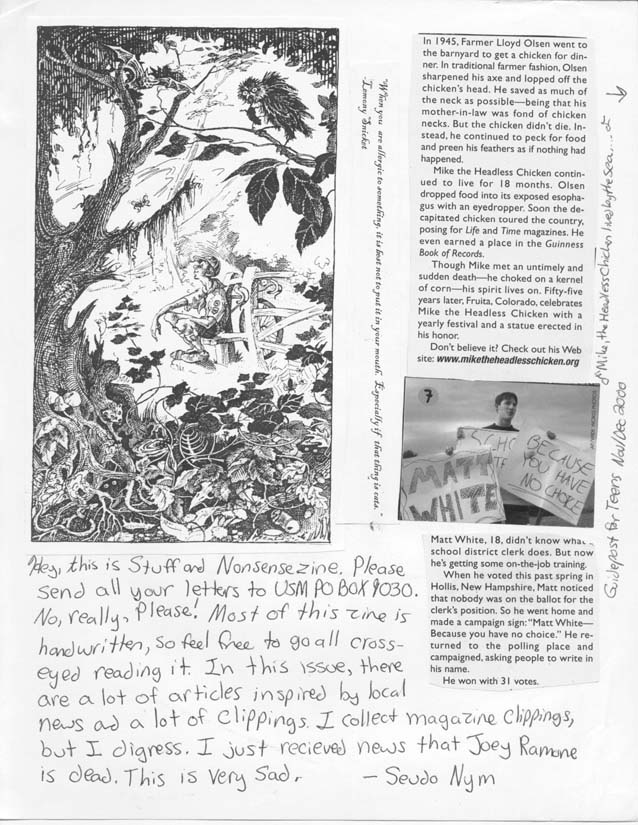 "When you are allergic to something, it is best not to put it in your mouth. Especially if that thing is cats."
Lemony Snicket
In 1945, Farmer Lloyd Olsen went to
the barnyard to get a chicken for din-
ner. In traditional farmer fashion, Olsen
sharpened his axe and lopped off the
chicken's head. He saved as much of
the neck as possible—being that his
mother-in-law was fond of chicken
necks. But the chicken didn't die. In-
stead, he continued to peck for food
and preen his feathers as if nothing had
happened.
Mike the Headless Chicken contin-
ued to live for 18 months. Olsen
dropped food into its exposed esopha-
gus with an eyedropper. Soon the de-
capitated chicken toured the country,
posing for Life and Time magazines. He
even earned a place in the Guinness
Book of Records.
Though Mike met an untimely and
sudden death—he choked on a kernel
of corn—his spirit lives on. Fifty-five
years later, Fruita, Colorado, celebrates
Mike the Headless Chicken with a
yearly festival and a statue erected in
his honor.
Don't believe it? Check out his Web
site: www.miketheheadlesschicken.org
♂ Mike, the Headless Chicken lives by the sea...
Guidepost for Teens Nov/Dec 2000
7
MATT
WHITE
BECAUSE
YOU HAVE
NO CHOICE
Matt White, 18, didn't know what
school district clerk does. But now
he's getting some on-the-job training.
When he voted this past spring in
Hollis, New Hampshire, Matt noticed
that nobody was on the ballot for the
clerk's position. So he went home and
made a campaign sign: "Matt White—
Because you have no choice." He re-
turned to the polling place and
campaigned, asking people to write in
his name.
He won with 31 votes.
Hey, this is Stuff and Nonsensezine. Please
send all your letters to USM PO BOX 9030.
No, really, Please! Most of this zine is
handwritten, so feel free to go all cross-
eyed reading it. In this issue, there
are a lot of articles inspired by local
news ad a lot of clippings. I collect magazine clippings,
but I digress. I just recieved news that Joey Ramone
is dead. This is very sad.
— Seudo Nym